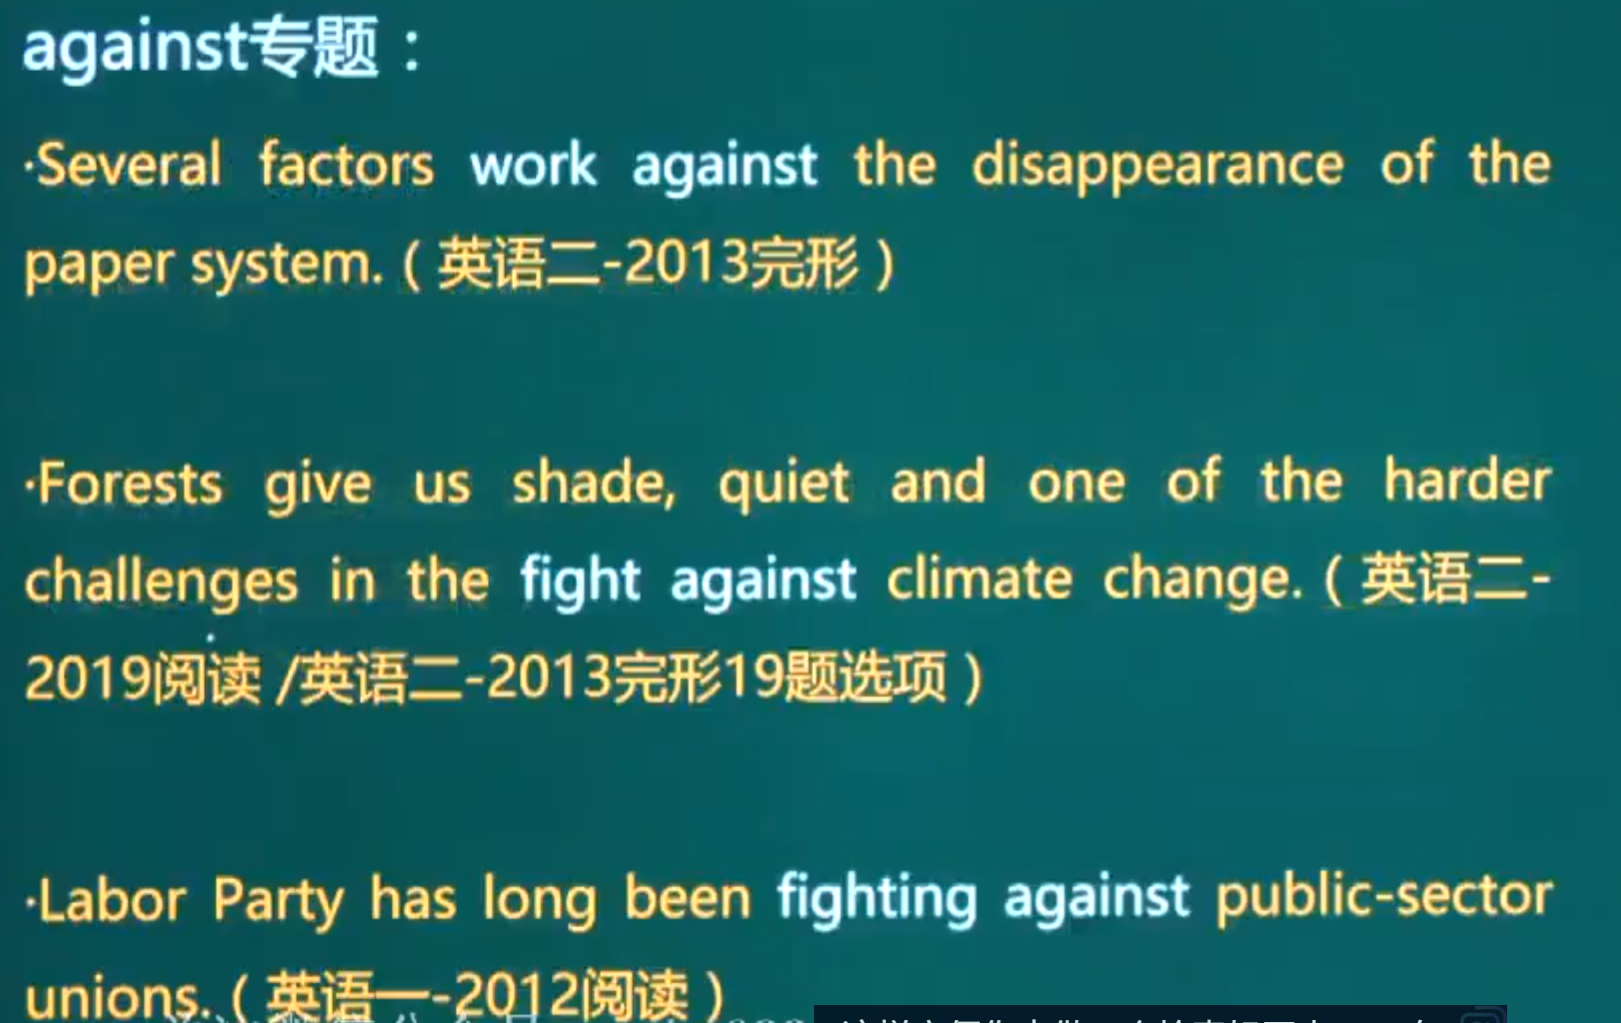 against专题：
·Several factors work against the disappearance of the
paper system.（英语二-2013完形）
·Forests give us shade, quiet and one of the harder
challenges in the fight against climate change.（英语二-
2019阅读 /英语二-2013完形19题选项）
·Labor Party has long been fighting against public-sector
unions.（英语一-2012阅读）